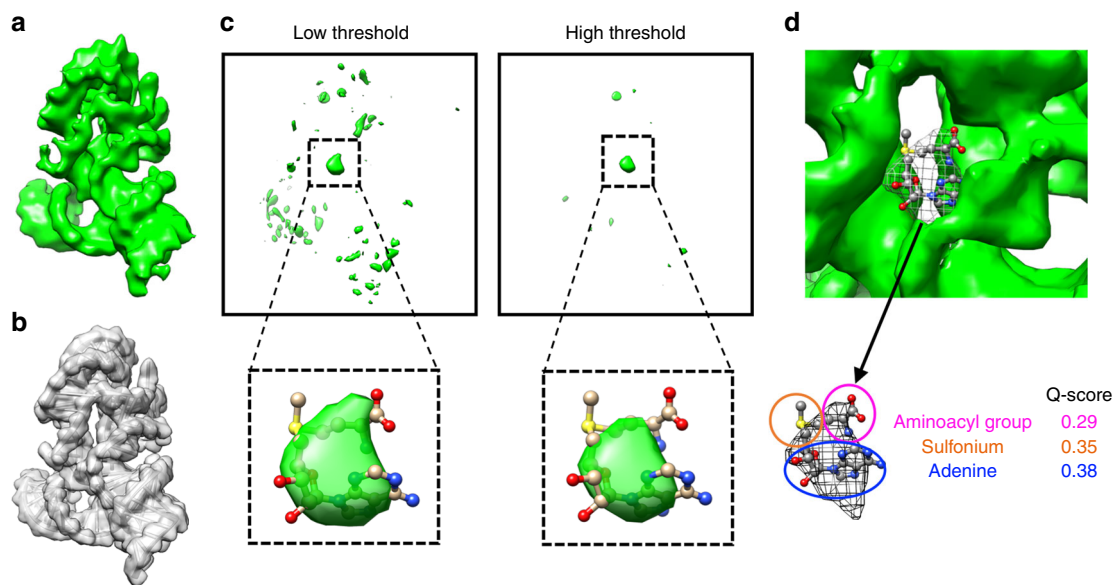 a
c
Low threshold
High threshold
d
b
Q-score
Aminoacyl group 0.29
Sulfonium 0.35
Adenine 0.38